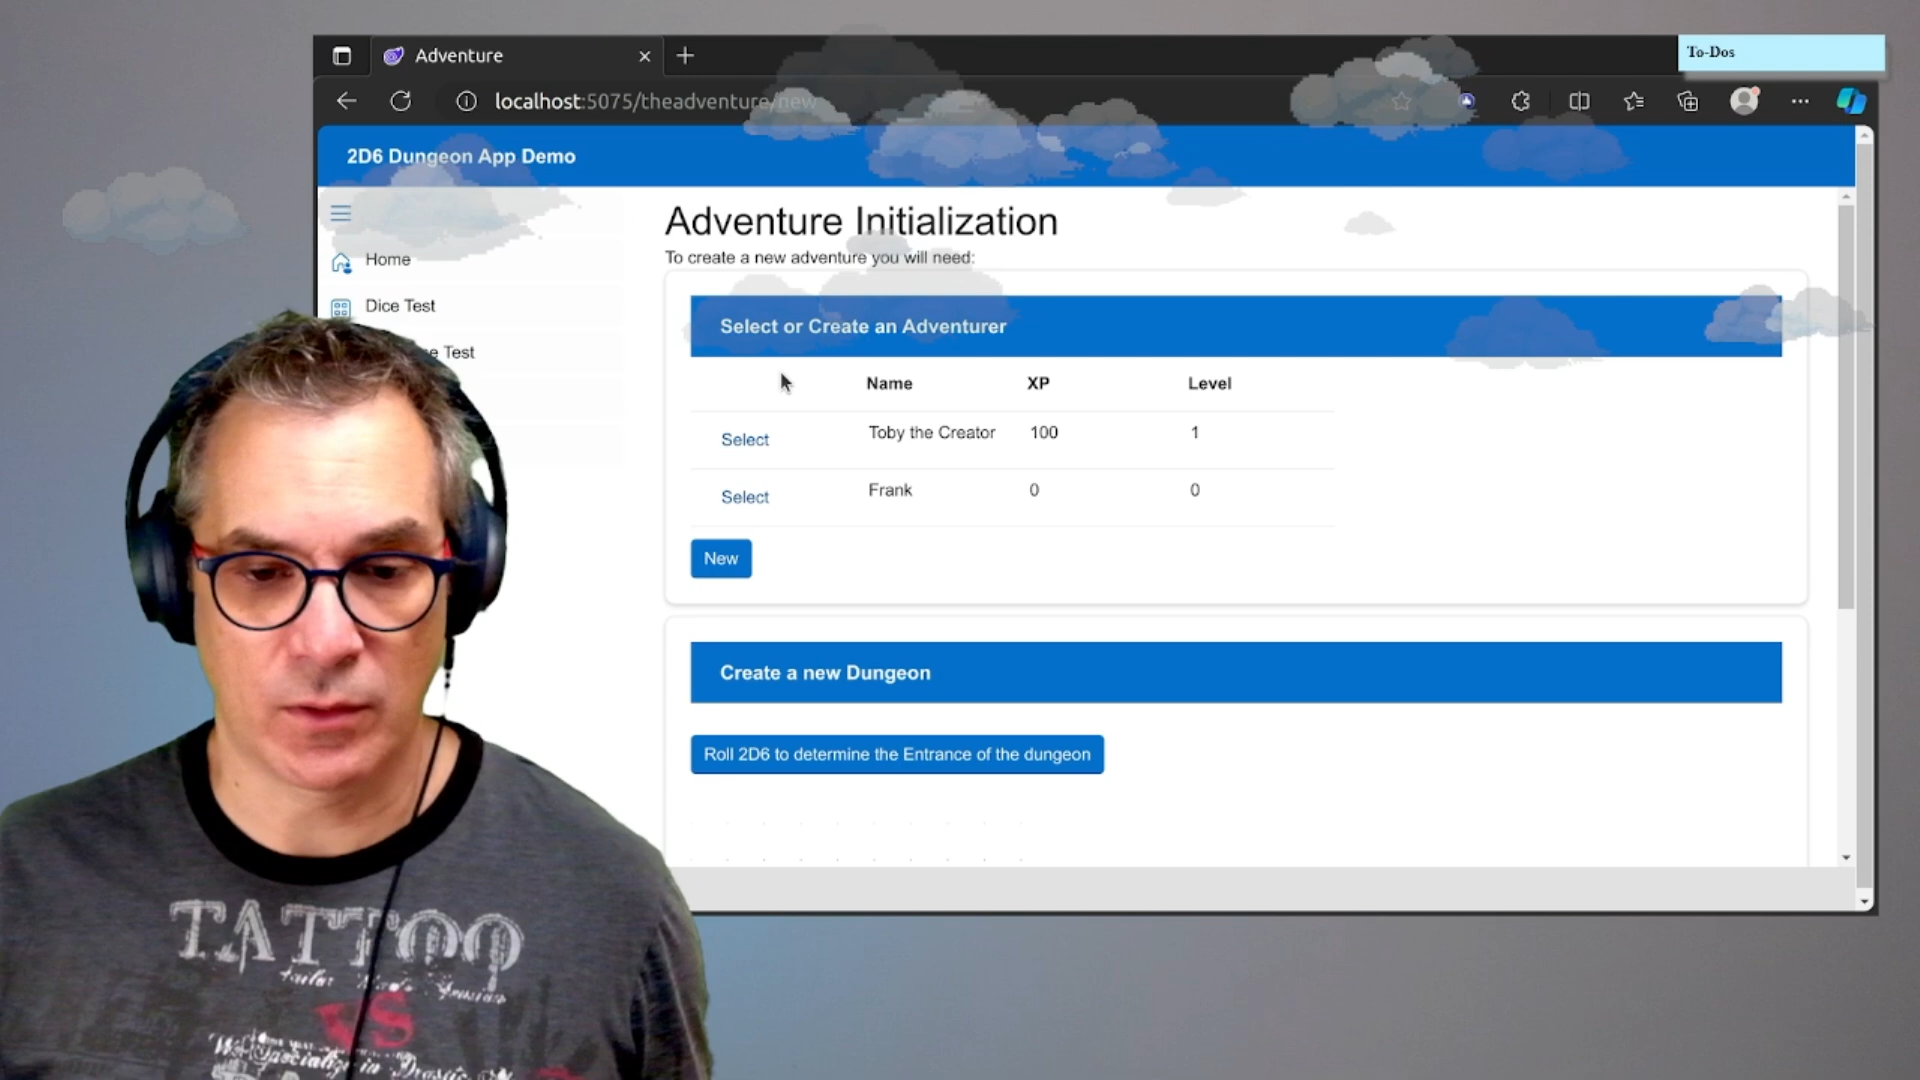 Adventure
To-Dos
localhost:5075/theadventure/new
2D6 Dungeon App Demo
Adventure Initialization
To create a new adventure you will need:
Home
Dice Test
Test
Select or Create an Adventurer
Name XP Level
Select Toby the Creator 100 1
Select Frank 0 0
New
Create a new Dungeon
Roll 2D6 to determine the Entrance of the dungeon
TATTOO
VS